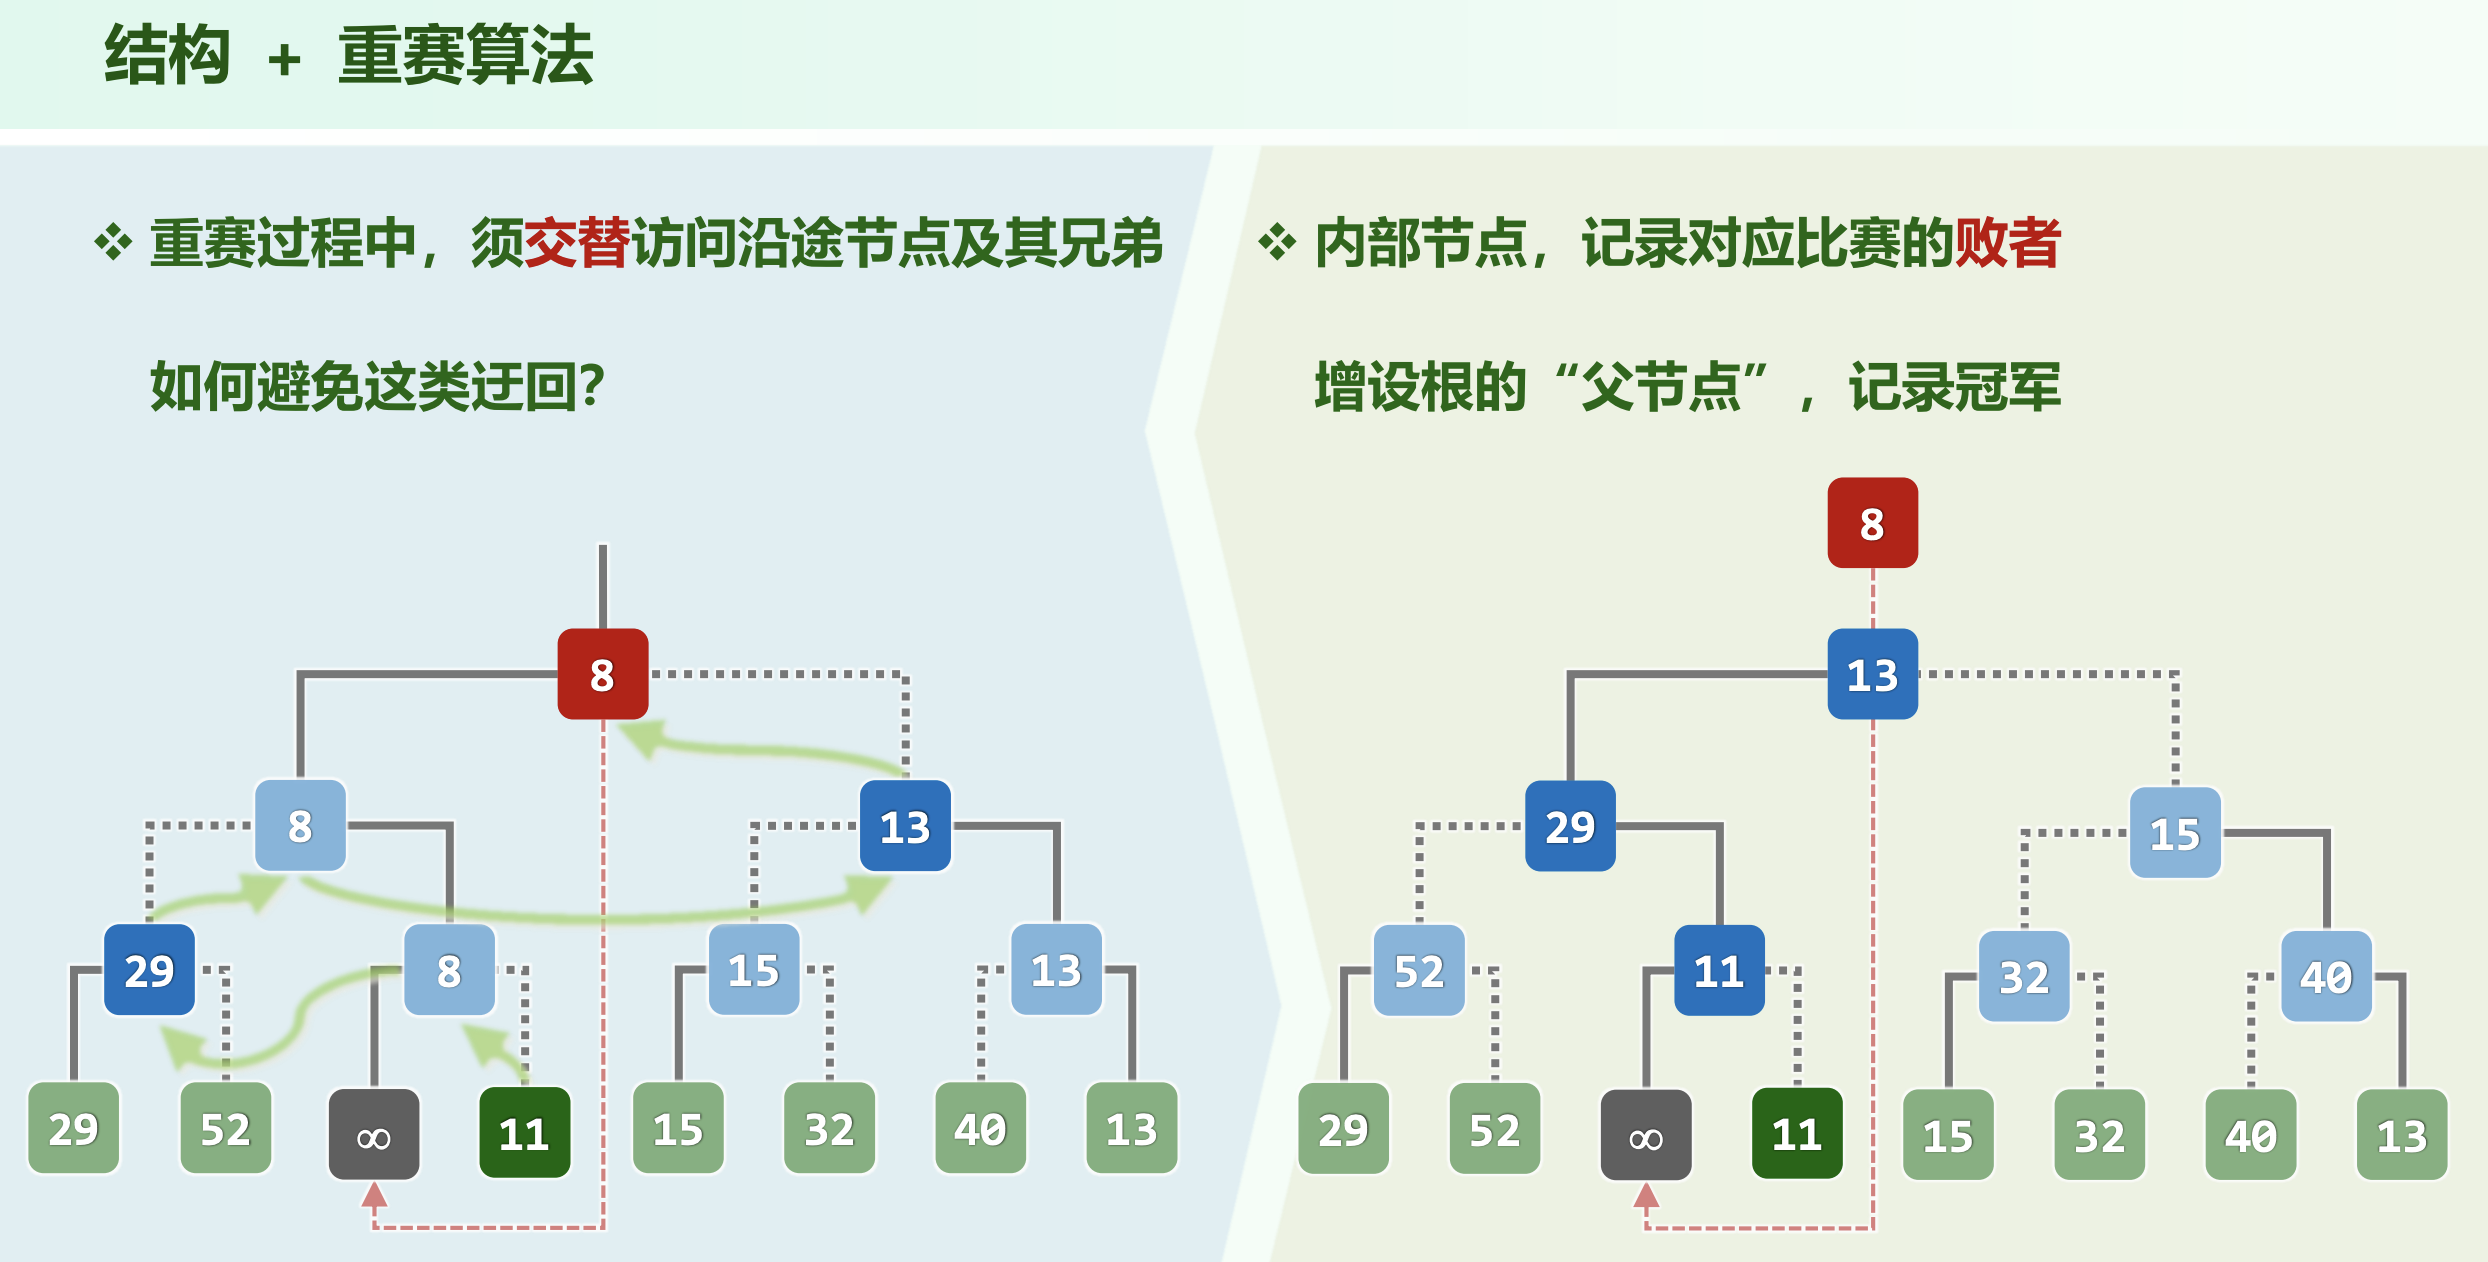 结构 + 重赛算法
❖ 重赛过程中，须交替访问沿途节点及其兄弟
如何避免这类迂回？
8
8 13
29 8 15 13
29 52 ∞ 11 15 32 40 13
❖ 内部节点，记录对应比赛的败者
增设根的“父节点”，记录冠军
8
13
29 15
52 11 32 40
29 52 ∞ 11 15 32 40 13